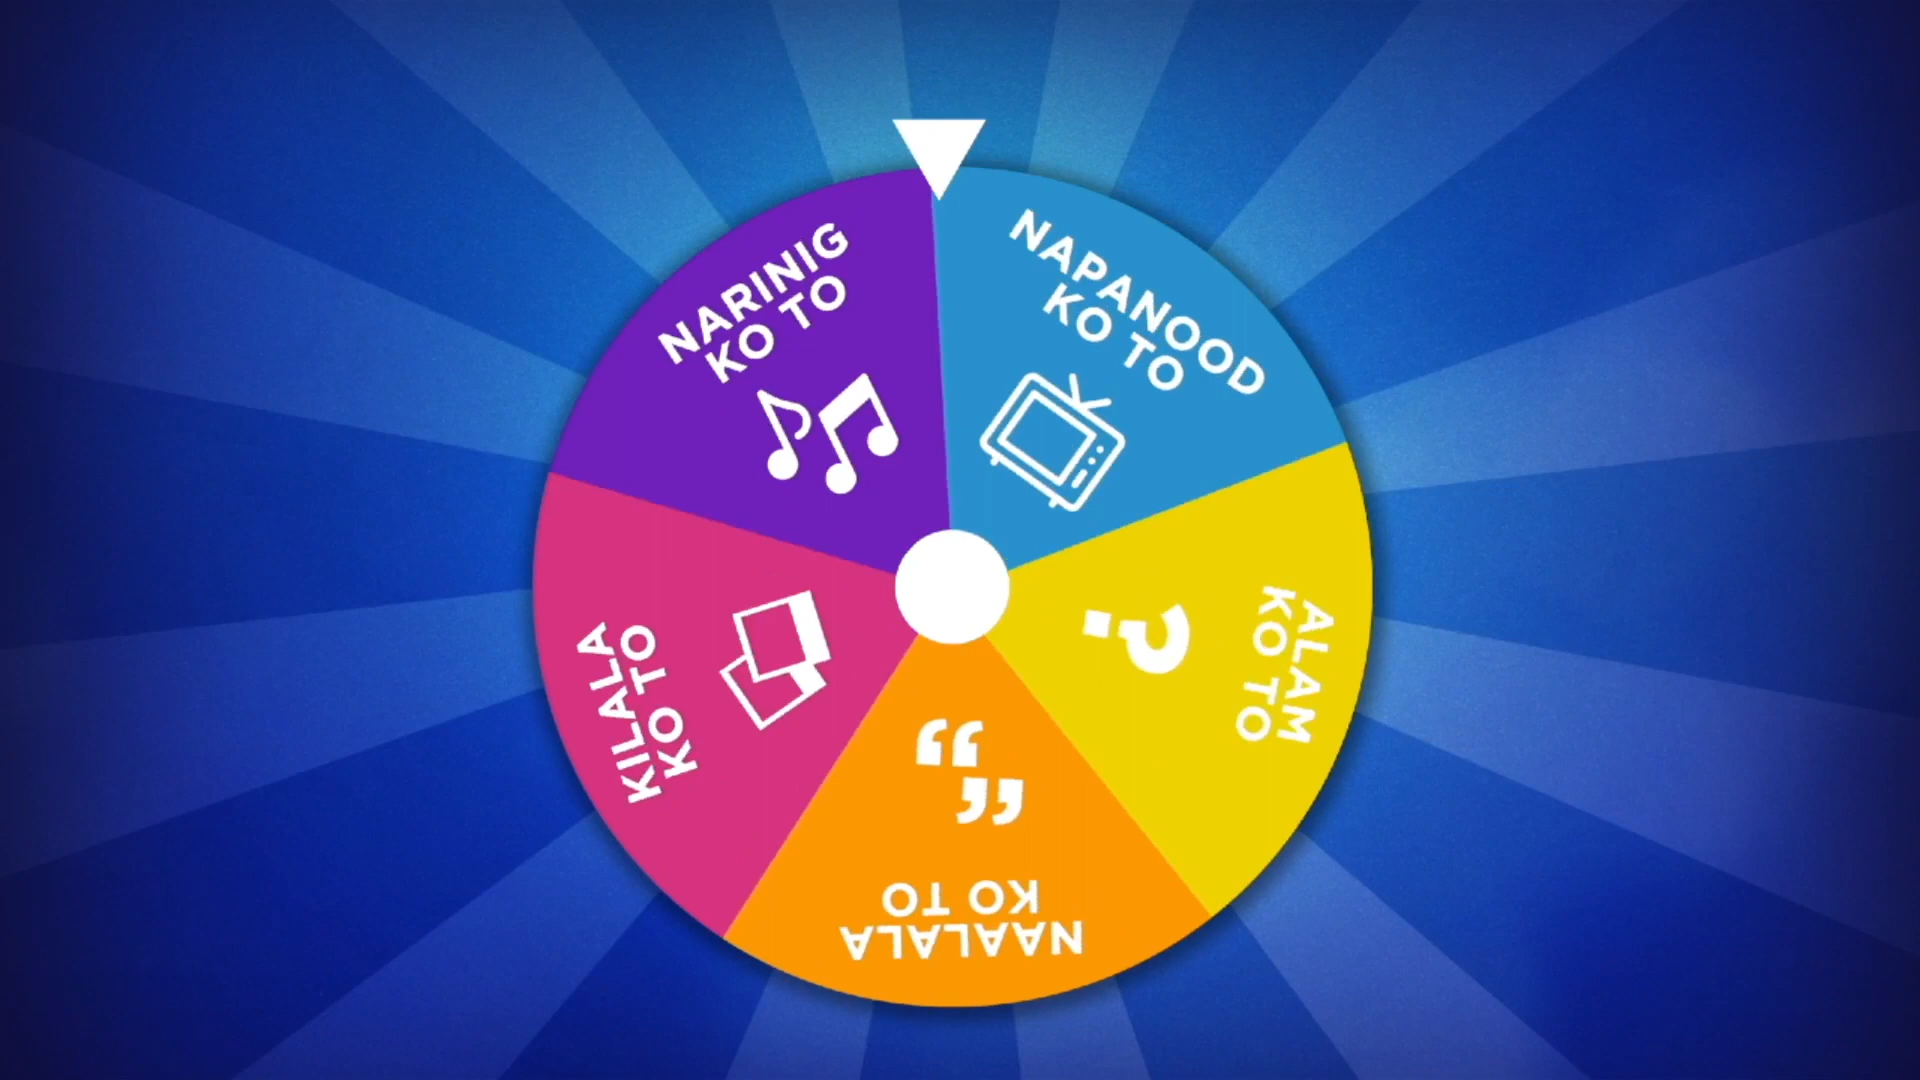 NARINIG
KO TO
NAPANOOD
KO TO
ALAM
KO TO
NAALALA
KO TO
KILALA
KO TO